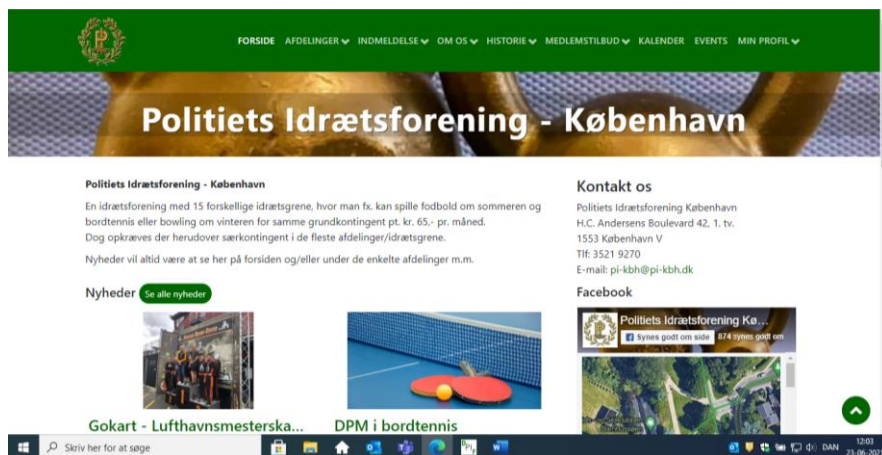 FORSIDE AFDELINGER INDMELDELSE OM OS HISTORIE MEDLEMSTILBUD KALENDER EVENTS MIN PROFIL
Politiets Idrætsforening - København
Politiets Idrætsforening - København
En idrætsforening med 15 forskellige idrætsgrene, hvor man fx. kan spille fodbold om sommeren og
bordtennis eller bowling om vinteren for samme grundkontingent pt. kr. 65,- pr. måned.
Dog opkræves der herudover særkontingent i de fleste afdelinger/idrætsgrene.
Nyheder vil altid være at se her på forsiden og/eller under de enkelte afdelinger m.m.
Nyheder Se alle nyheder
Gokart - Lufthavnsmesterska...
DPM i bordtennis
Kontakt os
Politiets Idrætsforening København
H.C. Andersens Boulevard 42, 1. tv.
1553 København V
Tlf: 3521 9270
E-mail: pi-kbh@pi-kbh.dk
Facebook
Politiets Idrætsforening Kø...
Synes godt om side 874 synes godt om
Skriv her for at søge
DAN
12:03